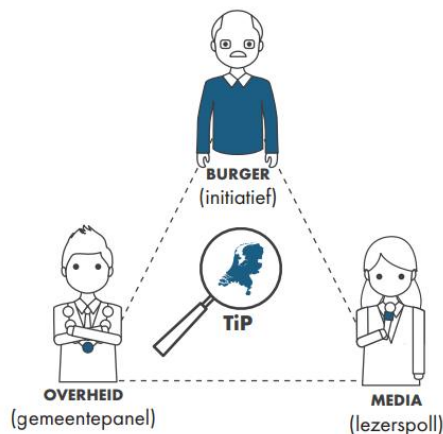 BURGER
(initiatief)
TiP
OVERHEID
(gemeentepanel)
MEDIA
(lezerspoll)